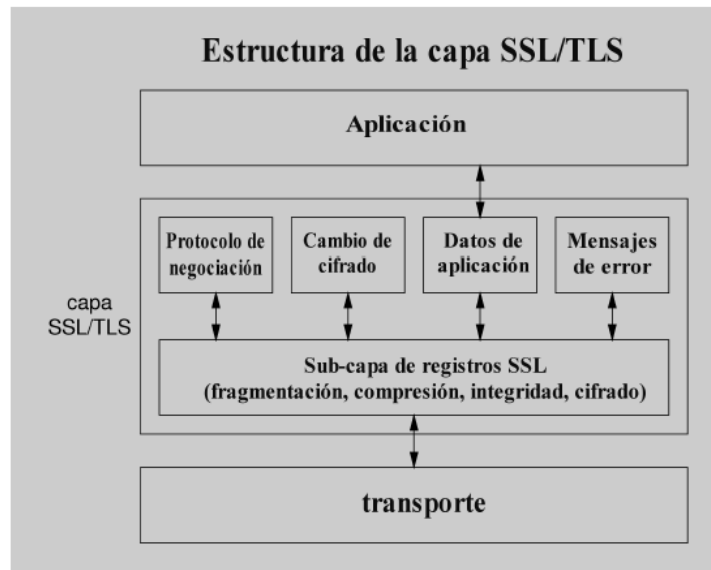 Estructura de la capa SSL/TLS
Aplicación
Protocolo de
negociación
Cambio de
cifrado
Datos de
aplicación
Mensajes
de error
capa
SSL/TLS
Sub-capa de registros SSL
(fragmentación, compresión, integridad, cifrado)
transporte